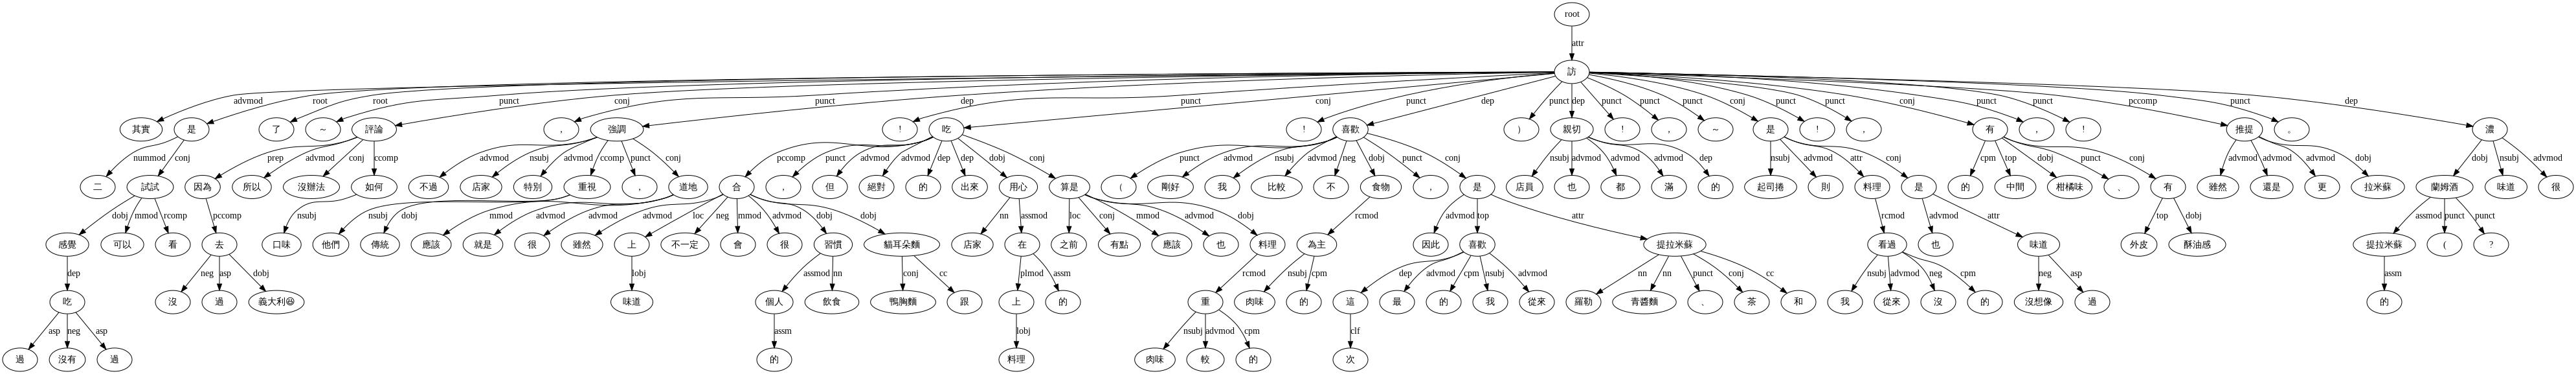 root
attr
訪
advmod root root punct conj punct dep punct conj punct dep punct dep punct punct punct conj punct punct conj punct punct pccomp punct dep
其實 是 了 ~ 評論 , 強調 ! 吃 ! 喜歡 ) 親切 ! , ~ 是 ! , 有 , ! 推提 。 濃
nummod conj prep advmod conj ccomp advmod nsubj advmod ccomp punct conj pccomp punct advmod advmod dep dep dobj conj punct advmod nsubj advmod neg dobj punct conj nsubj advmod advmod advmod dep nsubj advmod attr conj cpm top dobj punct conj advmod advmod advmod dobj dobj nsubj advmod
二 試試 因為 所以 沒辦法 如何 不過 店家 特別 重視 , 道地 合 , 但 絕對 的 出來 用心 算是 ( 剛好 我 比較 不 食物 , 是 店員 也 都 滿 的 起司捲 則 料理 是 的 中間 柑橘味 、 有 雖然 還是 更 拉米蘇 蘭姆酒 味道 很
dobj mmod rcomp pccomp nsubj nsubj dobj mmod advmod advmod advmod loc neg mmod advmod dobj dobj nn assmod loc conj mmod advmod dobj rcmod advmod top attr rcmod advmod attr top dobj assmod punct punct
感覺 可以 看 去 口味 他們 傳統 應該 就是 很 雖然 上 不一定 會 很 習慣 貓耳朵麵 店家 在 之前 有點 應該 也 料理 為主 因此 喜歡 提拉米蘇 看過 也 味道 外皮 酥油感 提拉米蘇 ( ?
dep neg asp dobj lobj assmod nn conj cc plmod assm rcmod nsubj cpm dep advmod cpm nsubj advmod nn nn punct conj cc nsubj advmod neg cpm neg asp assm
吃 沒 過 義大利😆 味道 個人 飲食 鴨胸麵 跟 上 的 重 肉味 的 這 最 的 我 從來 羅勒 青醬麵 、 茶 和 我 從來 沒 的 沒想像 過 的
asp neg asp assm lobj nsubj advmod cpm clf
過 沒有 過 的 料理 肉味 較 的 次